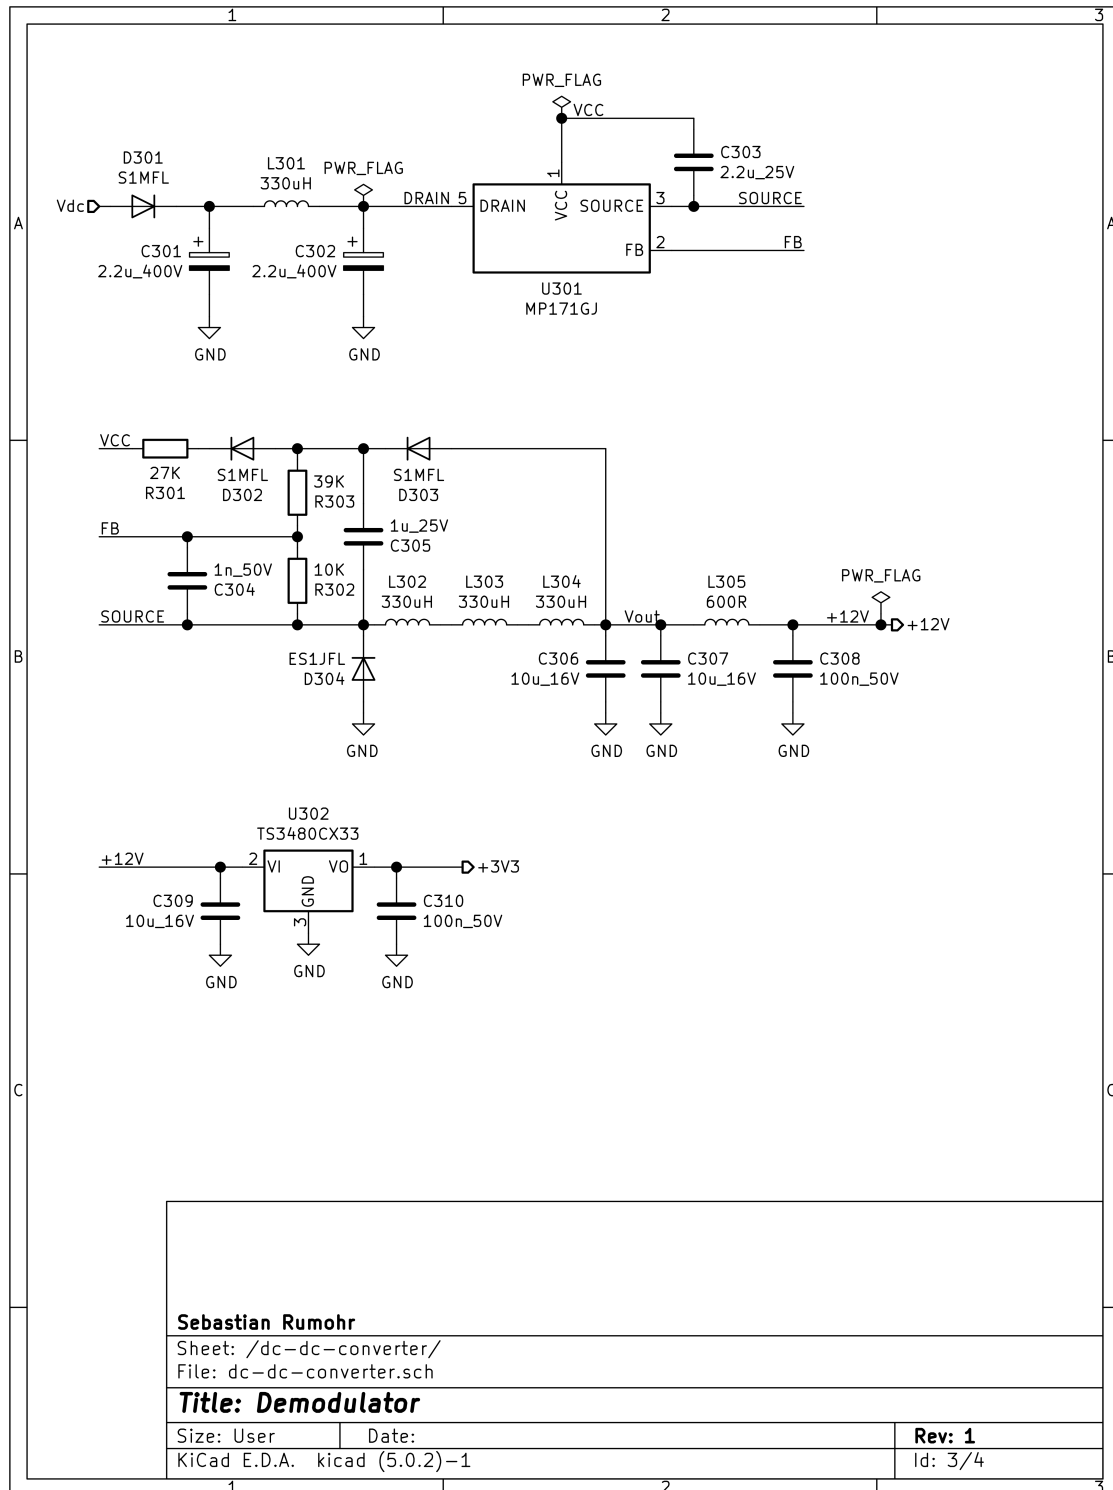 1
2
3
PWR_FLAG
VCC
D301
S1MFL
L301
330uH
PWR_FLAG
C303
2.2u_25V
Vdc
DRAIN 5
DRAIN
1
VCC
SOURCE
3
SOURCE
FB
2
FB
A
A
C301
2.2u_400V
+
C302
2.2u_400V
+
U301
MP171GJ
GND
GND
VCC
27K
R301
S1MFL
D302
39K
R303
S1MFL
D303
FB
1u_25V
C305
1n_50V
C304
10K
R302
L302
330uH
L303
330uH
L304
330uH
L305
600R
PWR_FLAG
SOURCE
Vout
+12V
+12V
B
B
ES1JFL
D304
C306
10u_16V
C307
10u_16V
C308
100n_50V
GND
GND
GND
GND
U302
TS3480CX33
+12V
2
VI
VO
1
+3V3
GND
3
C309
10u_16V
C310
100n_50V
GND
GND
GND
C
C
Sebastian Rumohr
Sheet: /dc-dc-converter/
File: dc-dc-converter.sch
Title: Demodulator
Size: User
Date:
Rev: 1
KiCad E.D.A. kicad (5.0.2)-1
Id: 3/4
1
2
3